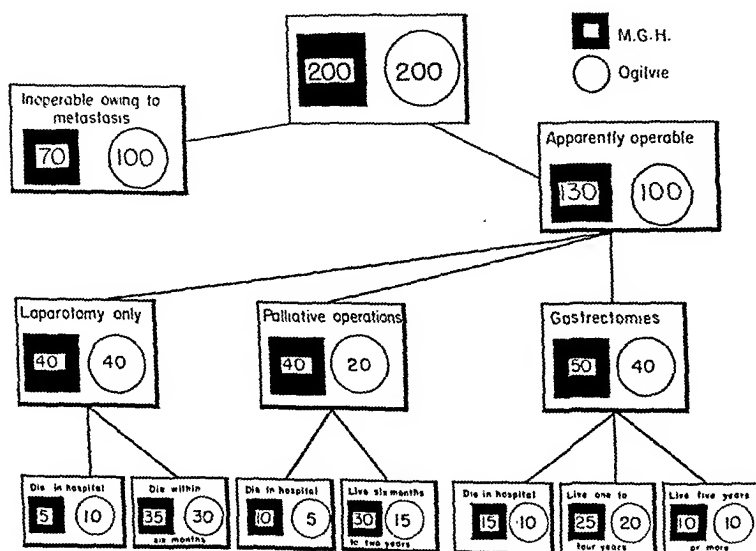 200 200
M.G.H.
Ogilvie
Inoperable owing to
metastasis
70 100
Apparently operable
130 100
Laparotomy only
40 40
Palliative operations
40 20
Gastrectomies
50 40
Die in hospital
5 10
Die within
35 30
six months
Die in hospital
10 5
Live six months
30 15
to two years
Die in hospital
15 10
Live one to
25 20
four years
Live five years
10 10
or more